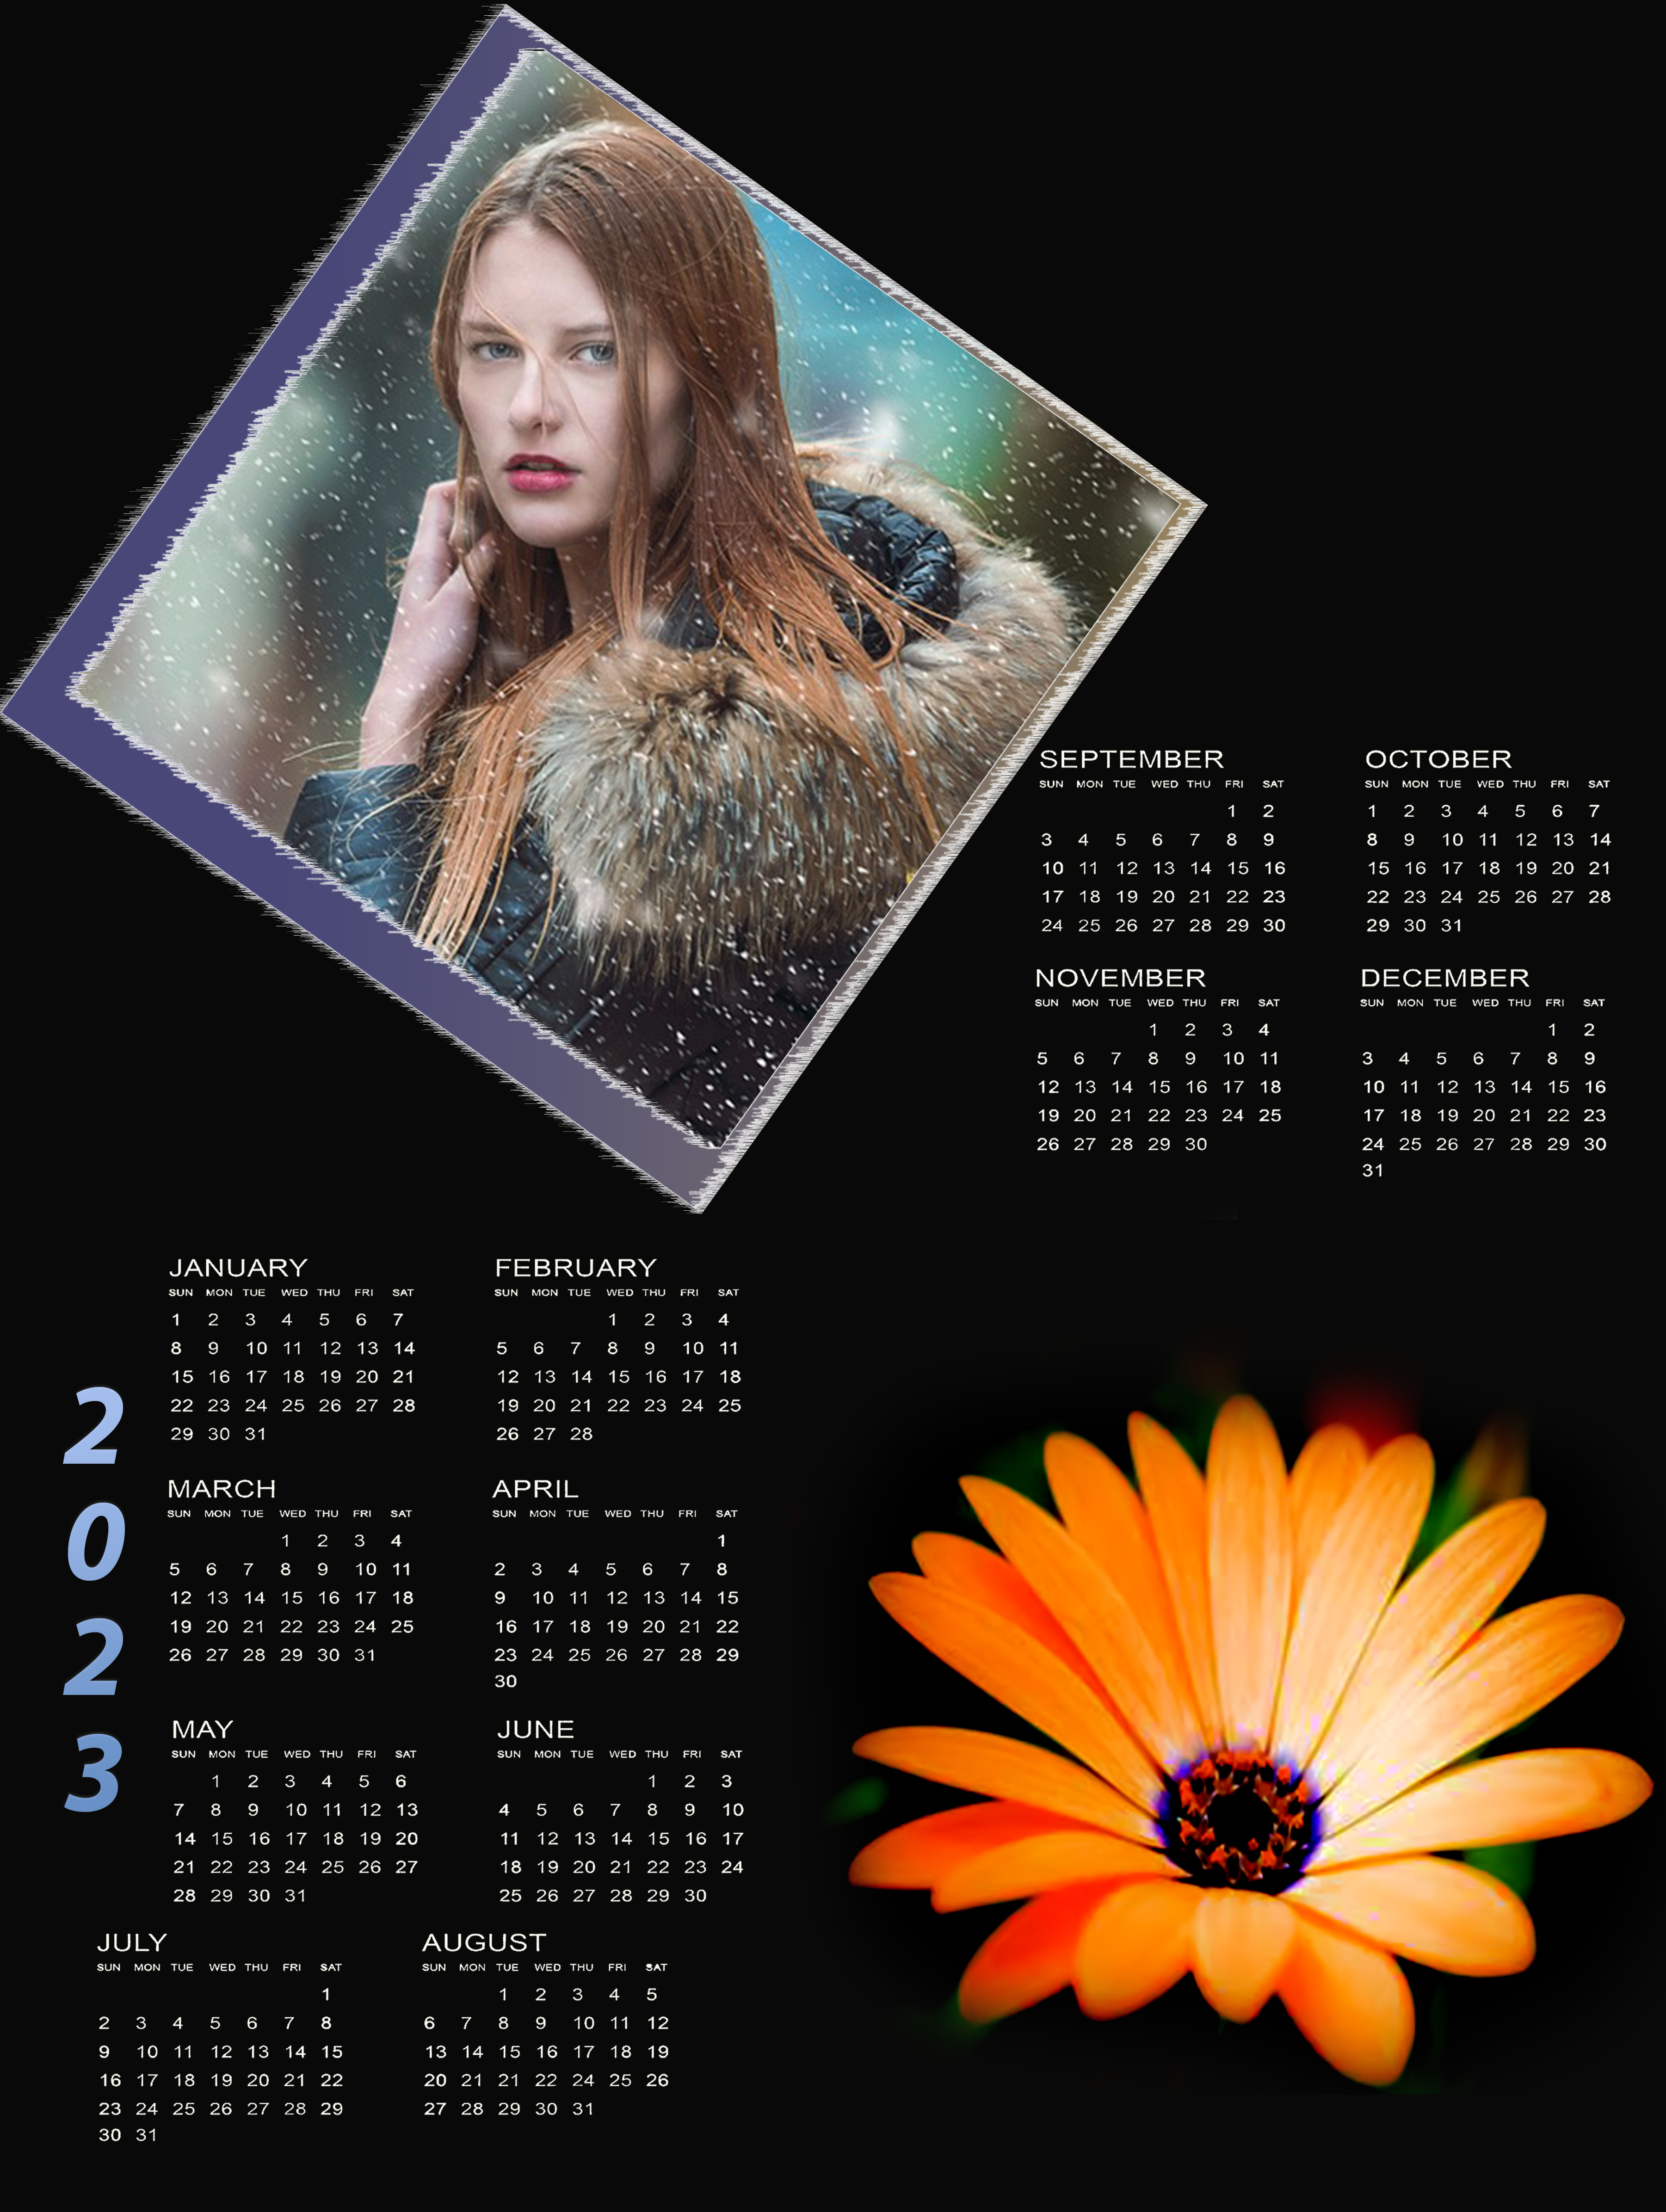 SEPTEMBER
SUN MON TUE WED THU FRI SAT
1 2
3 4 5 6 7 8 9
10 11 12 13 14 15 16
17 18 19 20 21 22 23
24 25 26 27 28 29 30
OCTOBER
SUN MON TUE WED THU FRI SAT
1 2 3 4 5 6 7
8 9 10 11 12 13 14
15 16 17 18 19 20 21
22 23 24 25 26 27 28
29 30 31
NOVEMBER
SUN MON TUE WED THU FRI SAT
1 2 3 4
5 6 7 8 9 10 11
12 13 14 15 16 17 18
19 20 21 22 23 24 25
26 27 28 29 30
DECEMBER
SUN MON TUE WED THU FRI SAT
1 2
3 4 5 6 7 8 9
10 11 12 13 14 15 16
17 18 19 20 21 22 23
24 25 26 27 28 29 30
31
2
0
2
3
JANUARY
SUN MON TUE WED THU FRI SAT
1 2 3 4 5 6 7
8 9 10 11 12 13 14
15 16 17 18 19 20 21
22 23 24 25 26 27 28
29 30 31
FEBRUARY
SUN MON TUE WED THU FRI SAT
1 2 3 4
5 6 7 8 9 10 11
12 13 14 15 16 17 18
19 20 21 22 23 24 25
26 27 28
MARCH
SUN MON TUE WED THU FRI SAT
1 2 3 4
5 6 7 8 9 10 11
12 13 14 15 16 17 18
19 20 21 22 23 24 25
26 27 28 29 30 31
APRIL
SUN MON TUE WED THU FRI SAT
1
2 3 4 5 6 7 8
9 10 11 12 13 14 15
16 17 18 19 20 21 22
23 24 25 26 27 28 29
30
MAY
SUN MON TUE WED THU FRI SAT
1 2 3 4 5 6
7 8 9 10 11 12 13
14 15 16 17 18 19 20
21 22 23 24 25 26 27
28 29 30 31
JUNE
SUN MON TUE WED THU FRI SAT
1 2 3
4 5 6 7 8 9 10
11 12 13 14 15 16 17
18 19 20 21 22 23 24
25 26 27 28 29 30
JULY
SUN MON TUE WED THU FRI SAT
1
2 3 4 5 6 7 8
9 10 11 12 13 14 15
16 17 18 19 20 21 22
23 24 25 26 27 28 29
30 31
AUGUST
SUN MON TUE WED THU FRI SAT
1 2 3 4 5
6 7 8 9 10 11 12
13 14 15 16 17 18 19
20 21 21 22 24 25 26
27 28 29 30 31